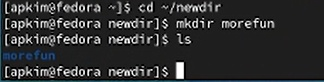 [apkim@fedora ~]$ cd ~/newdir
[apkim@fedora newdir]$ mkdir morefun
[apkim@fedora newdir]$ ls
morefun
[apkim@fedora newdir]$